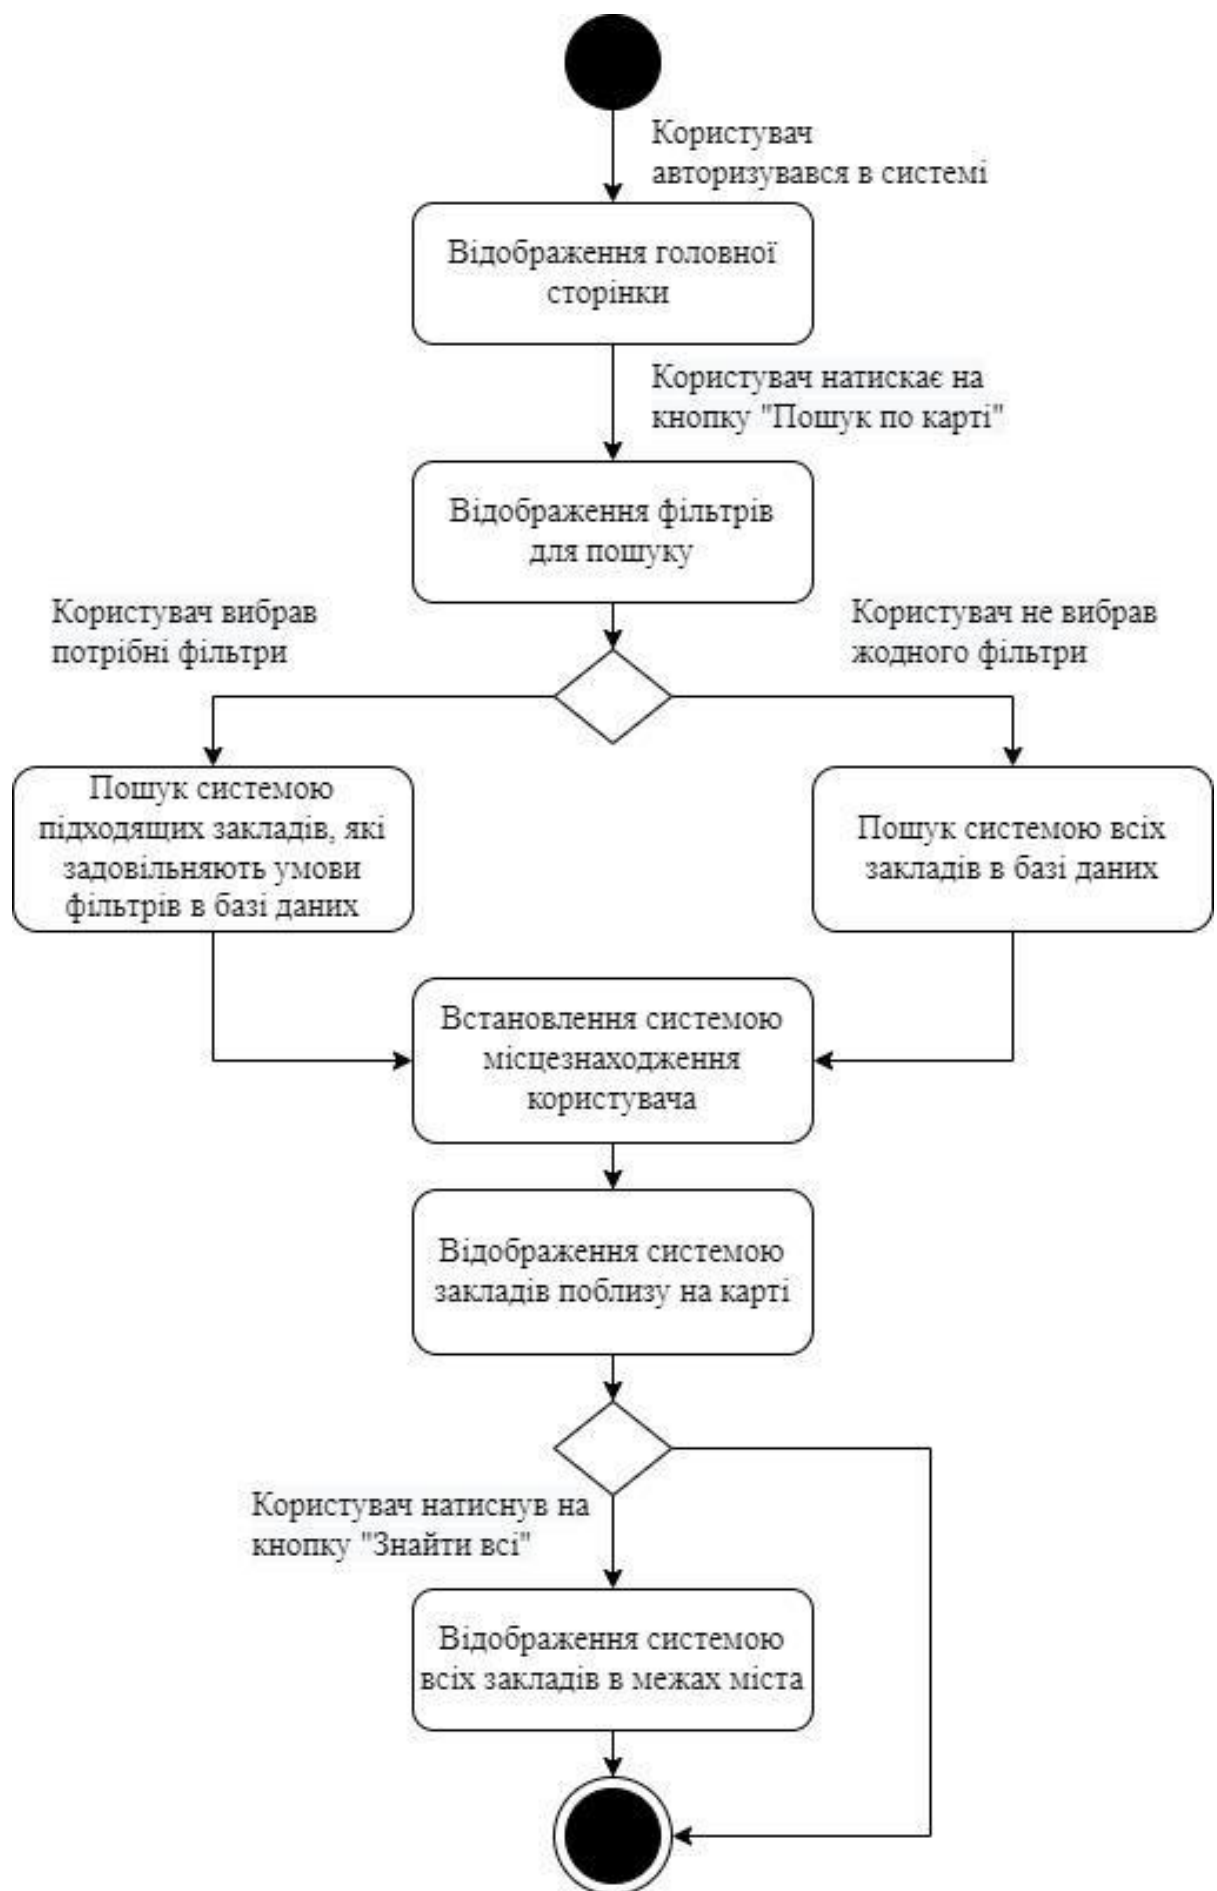 Користувач
авторизувався в системі
Відображення головної
сторінки
Користувач натискає на
кнопку "Пошук по карті"
Відображення фільтрів
для пошуку
Користувач вибрав
потрібні фільтри
Користувач не вибрав
жодного фільтри
Пошук системою
підходящих закладів, які
задовільняють умови
фільтрів в базі даних
Пошук системою всіх
закладів в базі даних
Встановлення системою
місцезнаходження
користувача
Відображення системою
закладів поблизу на карті
Користувач натиснув на
кнопку "Знайти всі"
Відображення системою
всіх закладів в межах міста